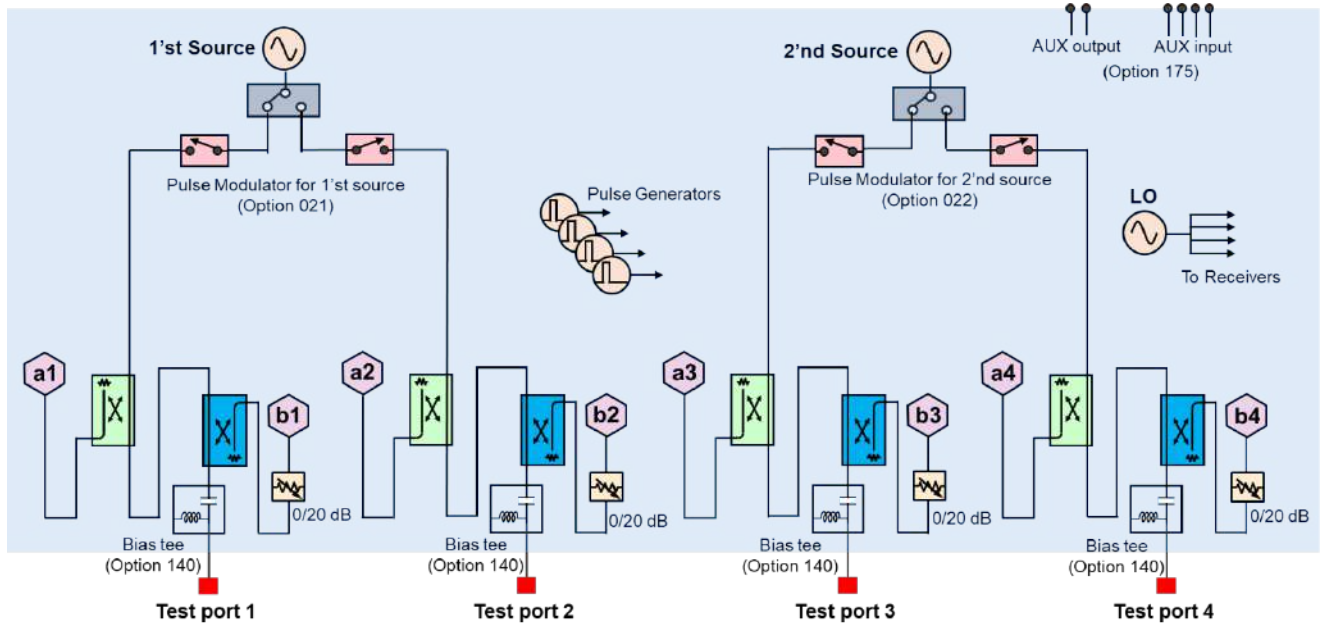 1'st Source
2'nd Source
AUX output
AUX input
(Option 175)
Pulse Modulator for 1'st source
(Option 021)
Pulse Generators
Pulse Modulator for 2'nd source
(Option 022)
LO
To Receivers
a1
b1
a2
b2
a3
b3
a4
b4
0/20 dB
0/20 dB
0/20 dB
0/20 dB
Bias tee
(Option 140)
Bias tee
(Option 140)
Bias tee
(Option 140)
Bias tee
(Option 140)
Test port 1
Test port 2
Test port 3
Test port 4